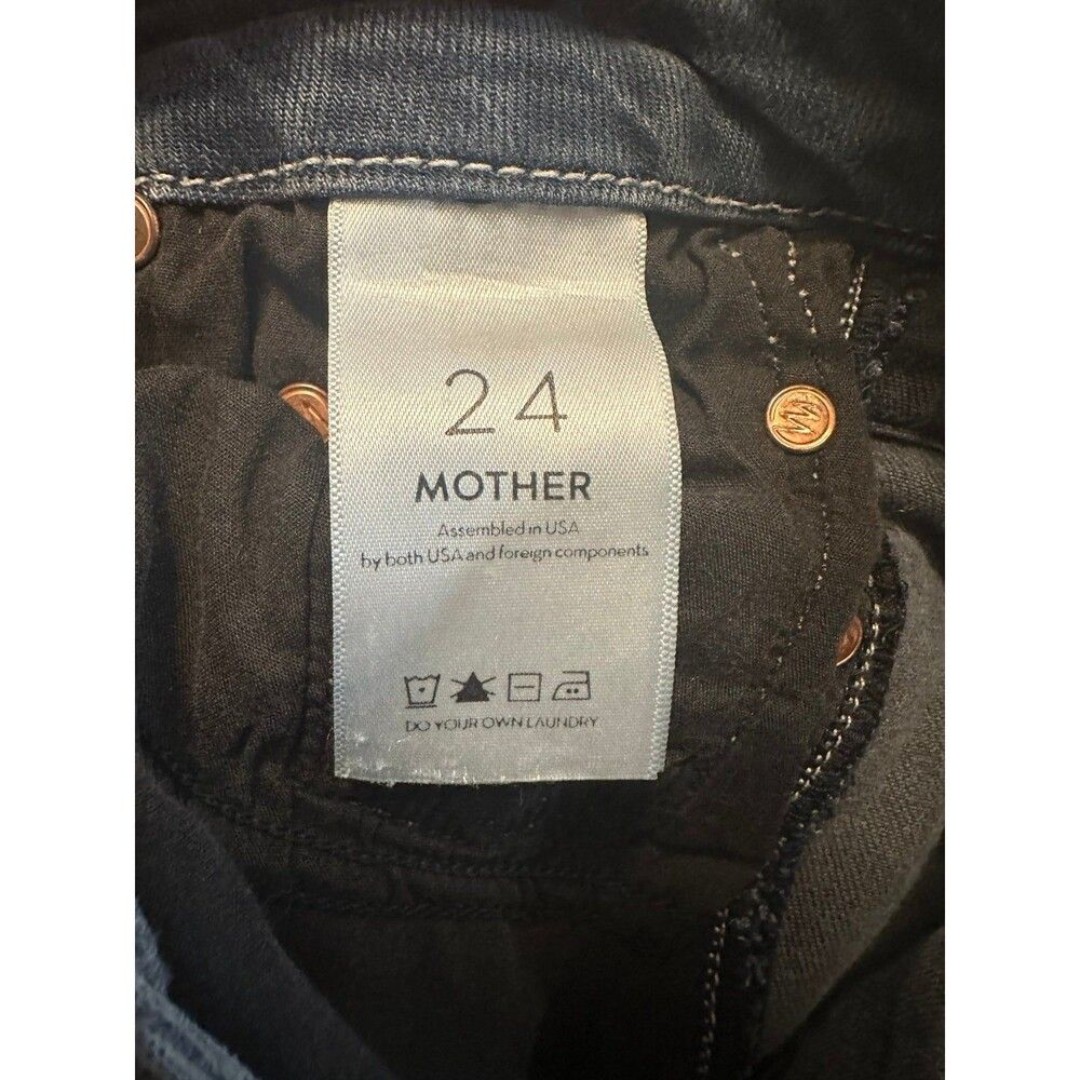 24
MOTHER
Assembled in USA
by both USA and foreign components
DO YOUR OWN LAUNDRY